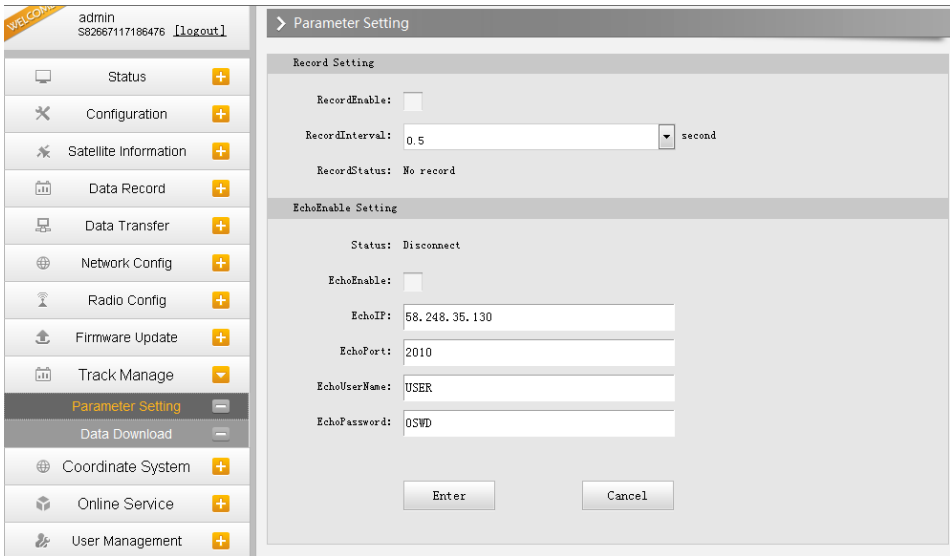 WELCOME
admin
S82667117186476 [logout]
Status
Configuration
Satellite Information
Data Record
Data Transfer
Network Config
Radio Config
Firmware Update
Track Manage
Parameter Setting
Data Download
Coordinate System
Online Service
User Management
Parameter Setting
Record Setting
RecordEnable:
RecordInterval: 0.5 second
RecordStatus: No record
EchoEnable Setting
Status: Disconnect
EchoEnable:
EchoIP: 58.248.35.130
EchoPort: 2010
EchoUserName: USER
EchoPassword: 0SWD
Enter Cancel